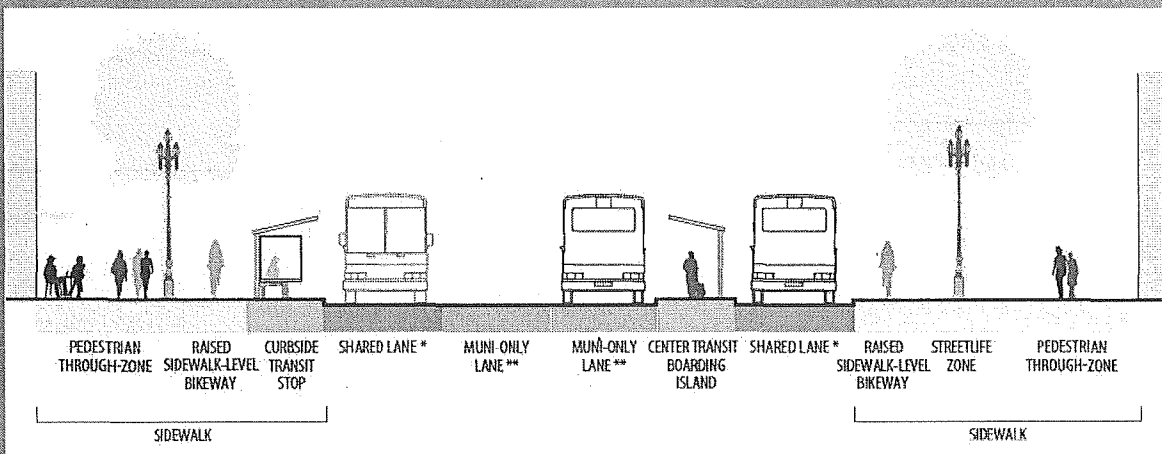 PEDESTRIAN
THROUGH-ZONE
RAISED
SIDEWALK-LEVEL
BIKEWAY
CURBSIDE
TRANSIT
STOP
SHARED LANE *
MUNI-ONLY
LANE **
MUNI-ONLY
LANE **
CENTER TRANSIT
BOARDING
ISLAND
SHARED LANE *
RAISED
SIDEWALK-LEVEL
BIKEWAY
STREETLIFE
ZONE
PEDESTRIAN
THROUGH-ZONE
SIDEWALK
SIDEWALK